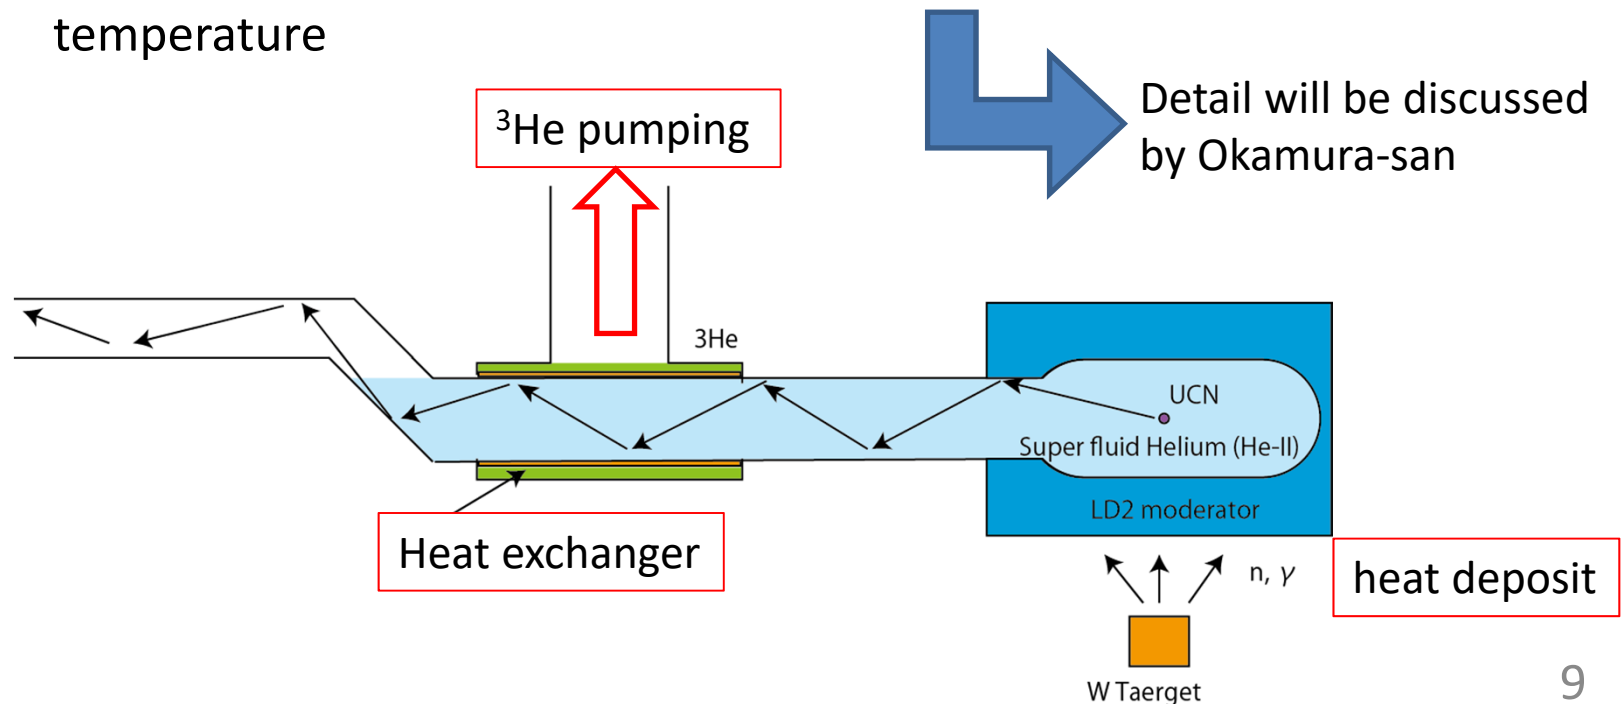 temperature
³He pumping
Detail will be discussed
by Okamura-san
3He
UCN
Super fluid Helium (He-II)
LD2 moderator
Heat exchanger
n, γ
heat deposit
W Taerget
9